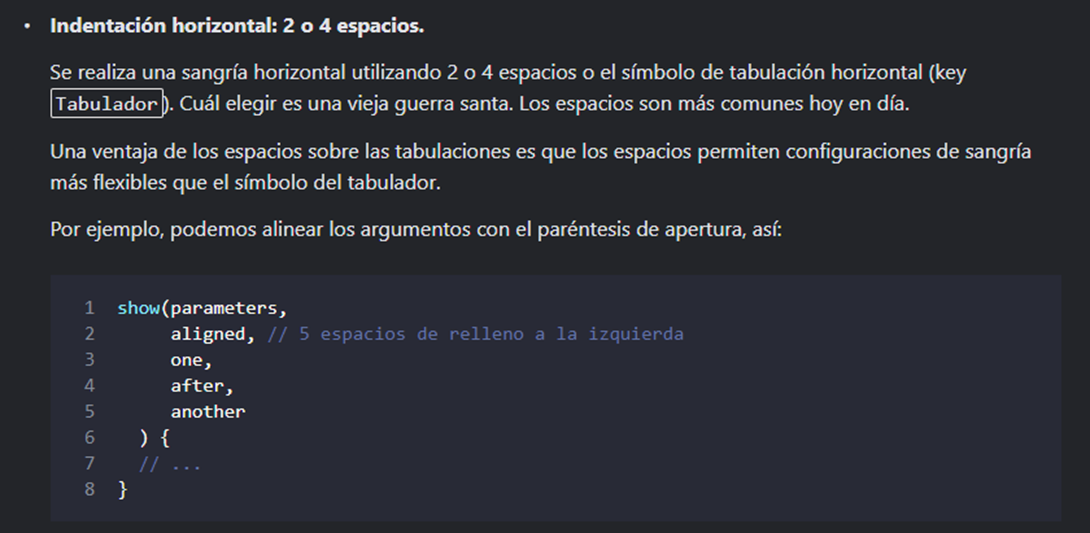 • Indentación horizontal: 2 o 4 espacios.
Se realiza una sangría horizontal utilizando 2 o 4 espacios o el símbolo de tabulación horizontal (key
Tabulador). Cuál elegir es una vieja guerra santa. Los espacios son más comunes hoy en día.
Una ventaja de los espacios sobre las tabulaciones es que los espacios permiten configuraciones de sangría
más flexibles que el símbolo del tabulador.
Por ejemplo, podemos alinear los argumentos con el paréntesis de apertura, así:
1 show(parameters,
2      aligned, // 5 espacios de relleno a la izquierda
3      one,
4      after,
5      another
6   ) {
7   // ...
8 }